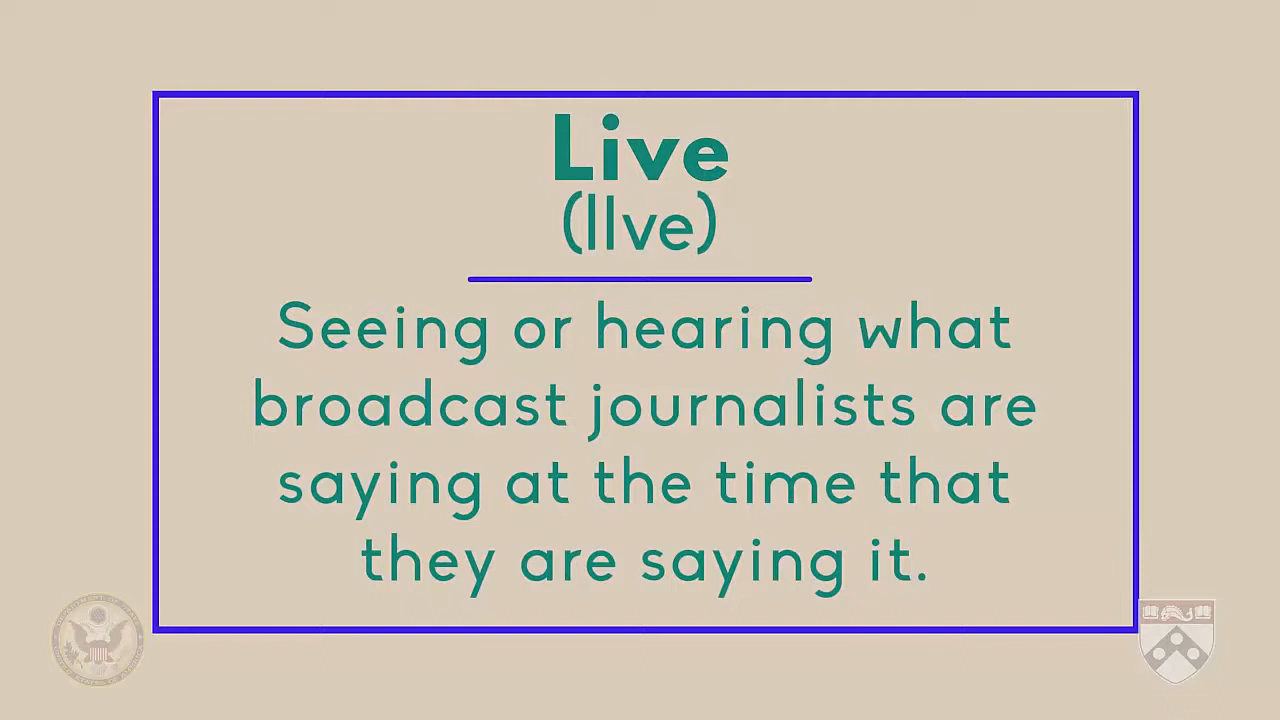 Live
(lIve)
Seeing or hearing what
broadcast journalists are
saying at the time that
they are saying it.